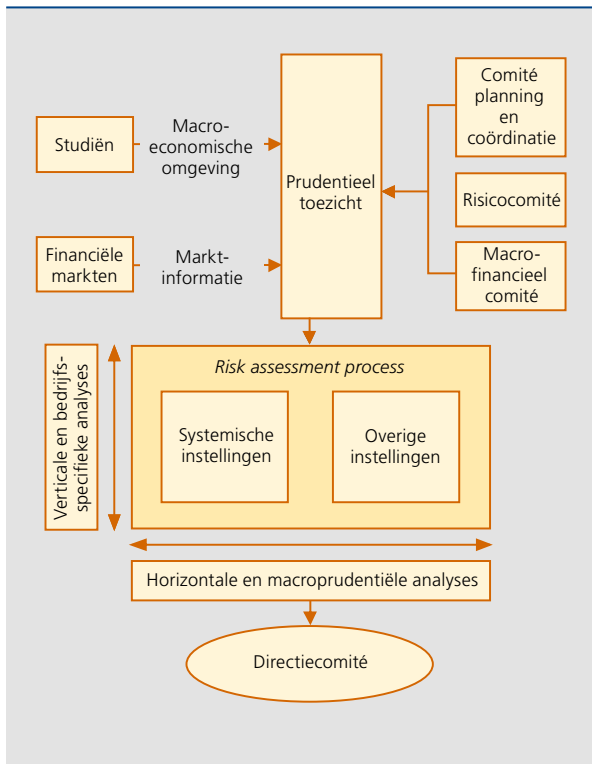 Studiën
Macro-
economische
omgeving
Financiële
markten
Markt-
informatie
Prudentieel
toezicht
Comité
planning
en
coördinatie
Risicocomité
Macro-
financieel
comité
Verticale en bedrijfs-
specifieke analyses
Risk assessment process
Systemische
instellingen
Overige
instellingen
Horizontale en macroprudentiële analyses
Directiecomité